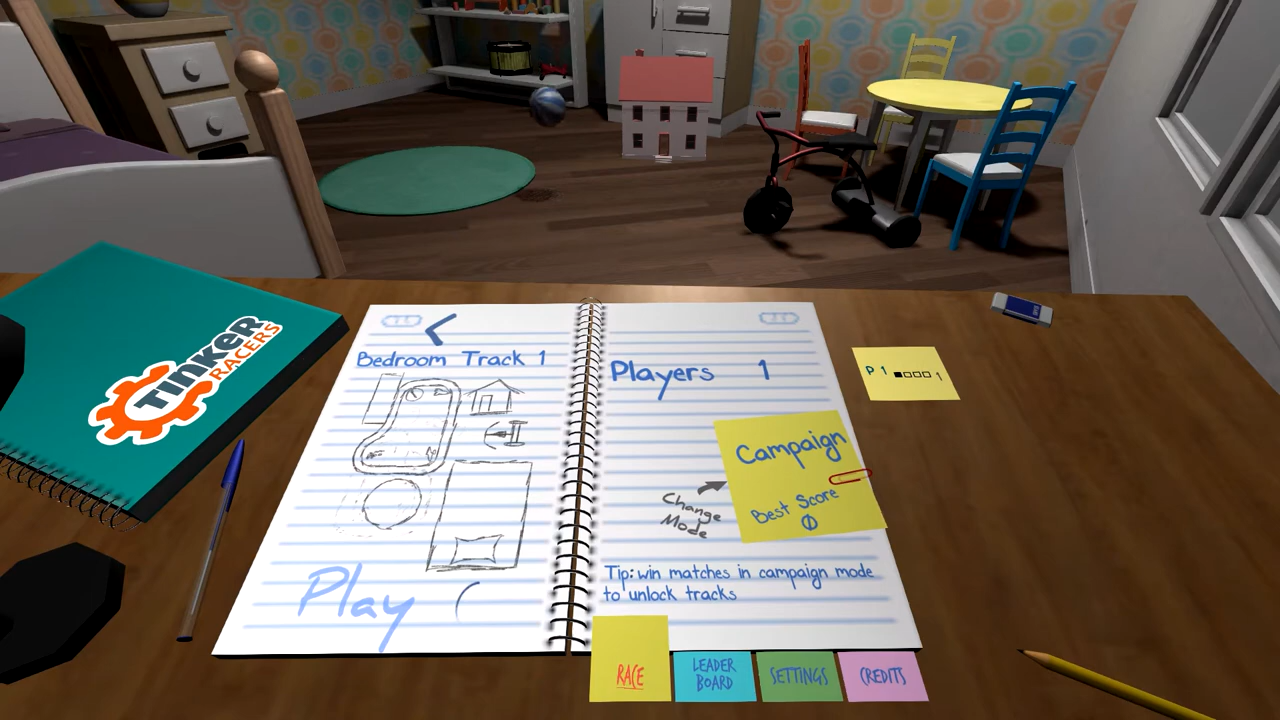 TINKER
RACERS
Bedroom Track 1
Play
Players 1
Campaign
Best Score
0
Change
Mode
Tip: win matches in campaign mode
to unlock tracks
P 1 1
RACE
LEADER
BOARD
SETTINGS
CREDITS